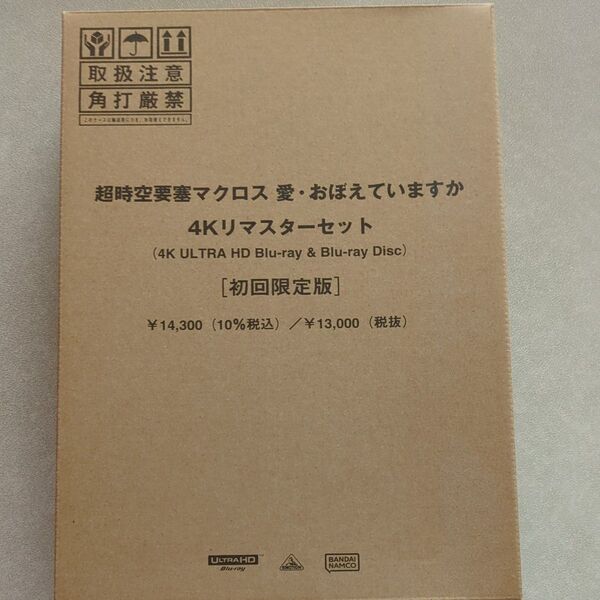 取扱注意
角打厳禁
超時空要塞マクロス 愛・おぼえていますか
4Kリマスターセット
(4K ULTRA HD Blu-ray & Blu-ray Disc)
[初回限定版]
¥14,300 (10%税込) /¥13,000 (税抜)
ULTRA HD
Blu-ray
EMOTION
BANDAI
NAMCO